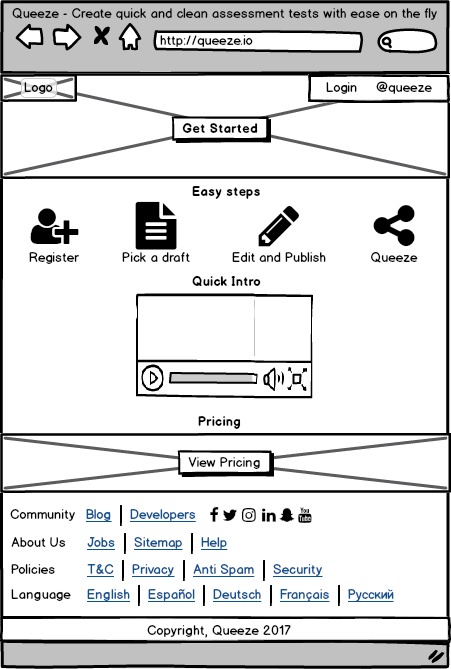 Queeze - Create quick and clean assessment tests with ease on the fly
http://queeze.io
Logo
Login @queeze
Get Started
Easy steps
Register Pick a draft Edit and Publish Queeze
Quick Intro
Pricing
View Pricing
Community Blog Developers You Tube
About Us Jobs Sitemap Help
Policies T&C Privacy Anti Spam Security
Language English Español Deutsch Français Русский
Copyright, Queeze 2017